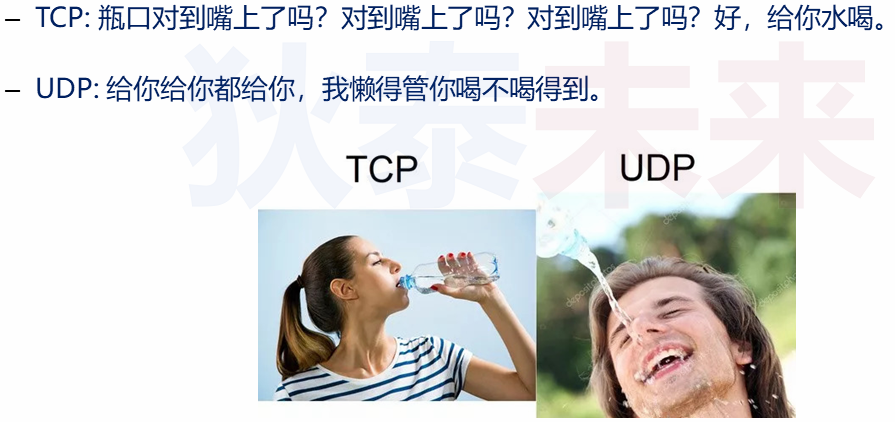 – TCP: 瓶口对到嘴上了吗？对到嘴上了吗？对到嘴上了吗？好，给你水喝。
– UDP: 给你给你都给你，我懒得管你喝不喝得到。
狄泰未来
TCP
UDP
depositphotos